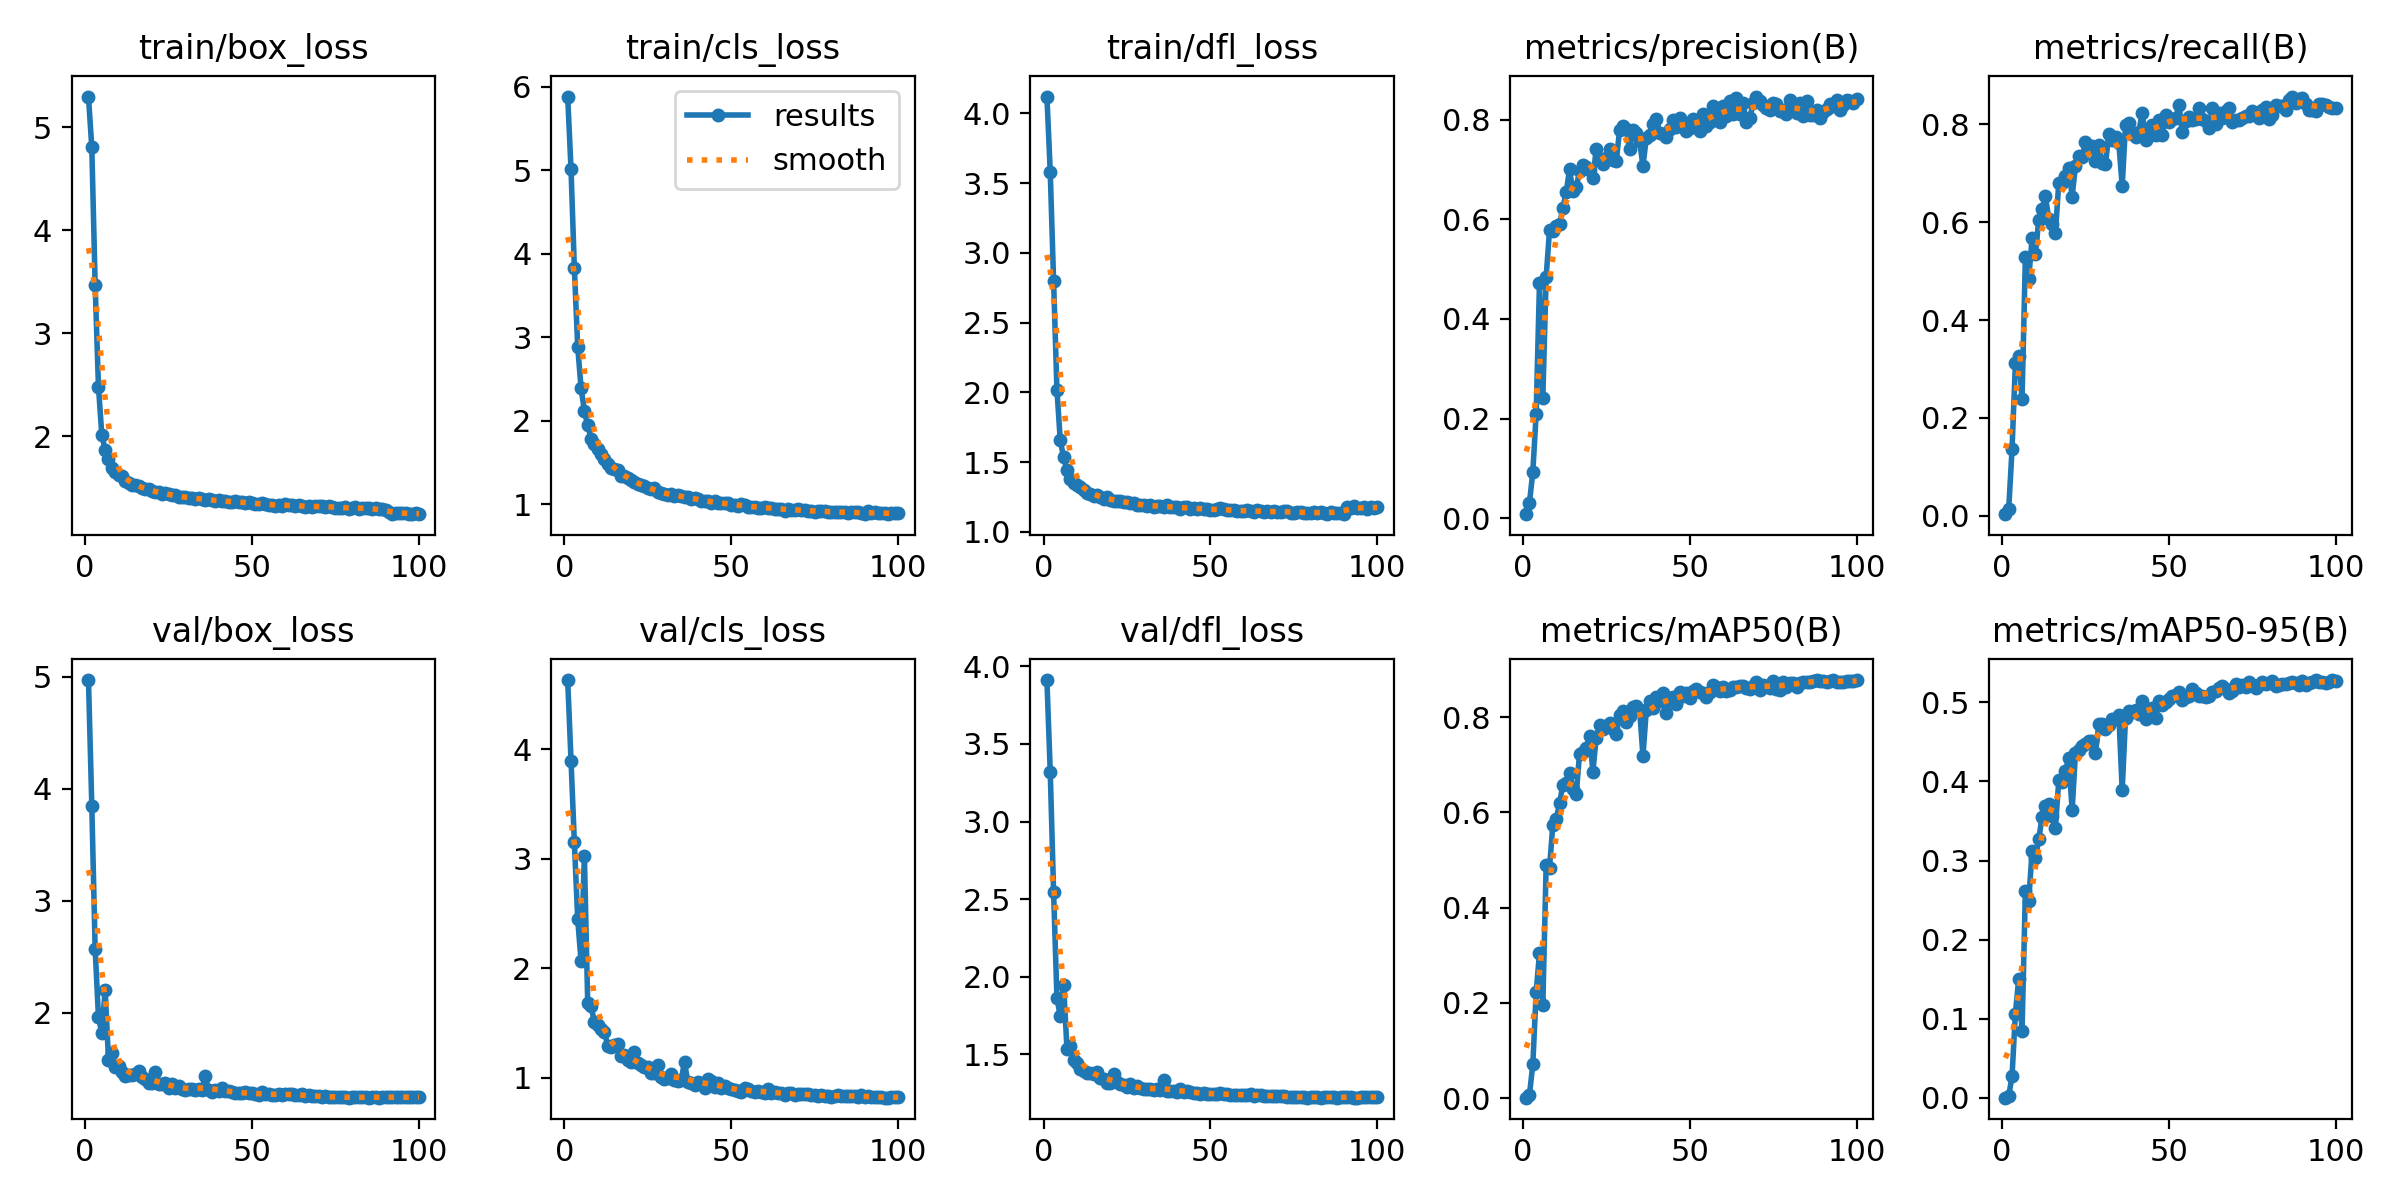 train/box_loss
train/cls_loss
train/dfl_loss
metrics/precision(B)
metrics/recall(B)
5
4
3
2
0 50 100
6
5
4
3
2
1
results
smooth
0 50 100
4.0
3.5
3.0
2.5
2.0
1.5
1.0
0 50 100
0.8
0.6
0.4
0.2
0.0
0 50 100
0.8
0.6
0.4
0.2
0.0
0 50 100
val/box_loss
val/cls_loss
val/dfl_loss
metrics/mAP50(B)
metrics/mAP50-95(B)
5
4
3
2
0 50 100
4
3
2
1
0 50 100
4.0
3.5
3.0
2.5
2.0
1.5
0 50 100
0.8
0.6
0.4
0.2
0.0
0 50 100
0.5
0.4
0.3
0.2
0.1
0.0
0 50 100